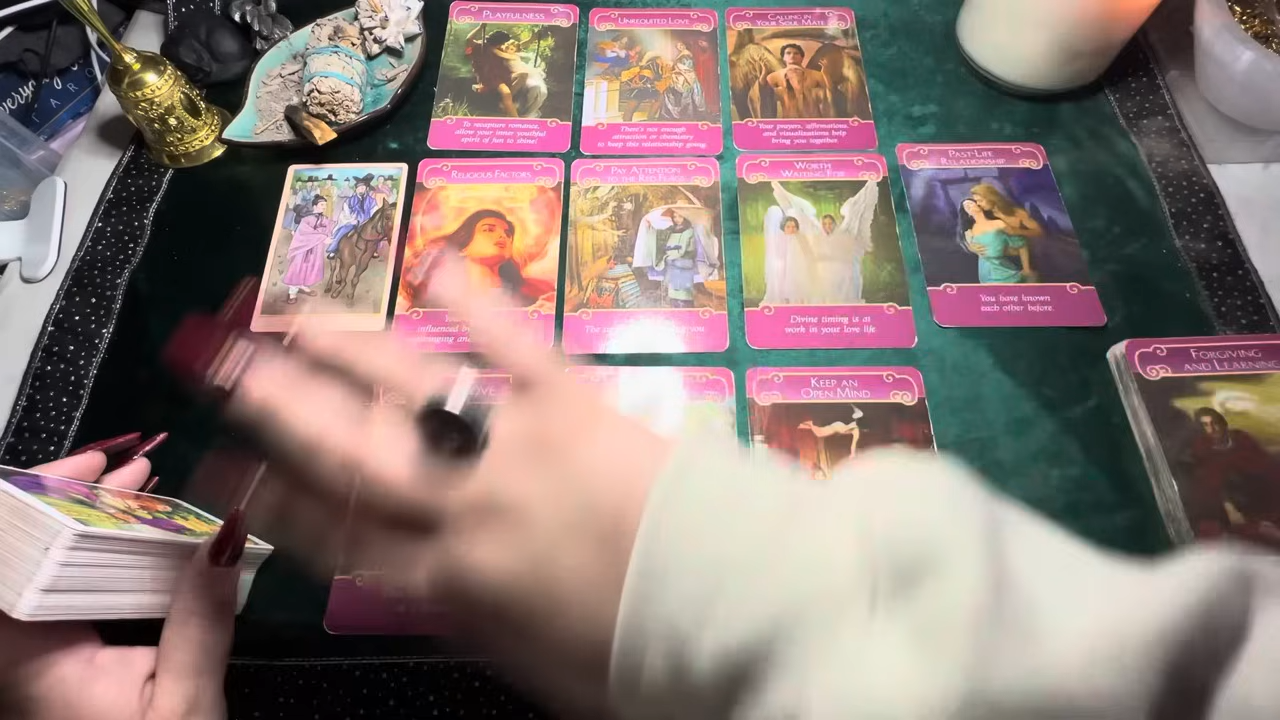 PLAYFULNESS
To recapture romance,
allow your inner youthful
spirit of fun to shine!
UNREQUITED LOVE
There's not enough
attraction or chemistry
to keep this relationship going.
CALLING IN
YOUR SOUL MATE
Your prayers, affirmations,
and visualizations help
bring you together.
RELIGIOUS FACTORS
influenced
PAY ATTENTION
TO THE RED FLAGS
The
you
WORTH
WAITING FOR
Divine timing is at
work in your love life.
PAST-LIFE
RELATIONSHIP
You have known
each other before.
LOVE
KEEP AN
OPEN MIND
FORGIVING
AND LEARNING